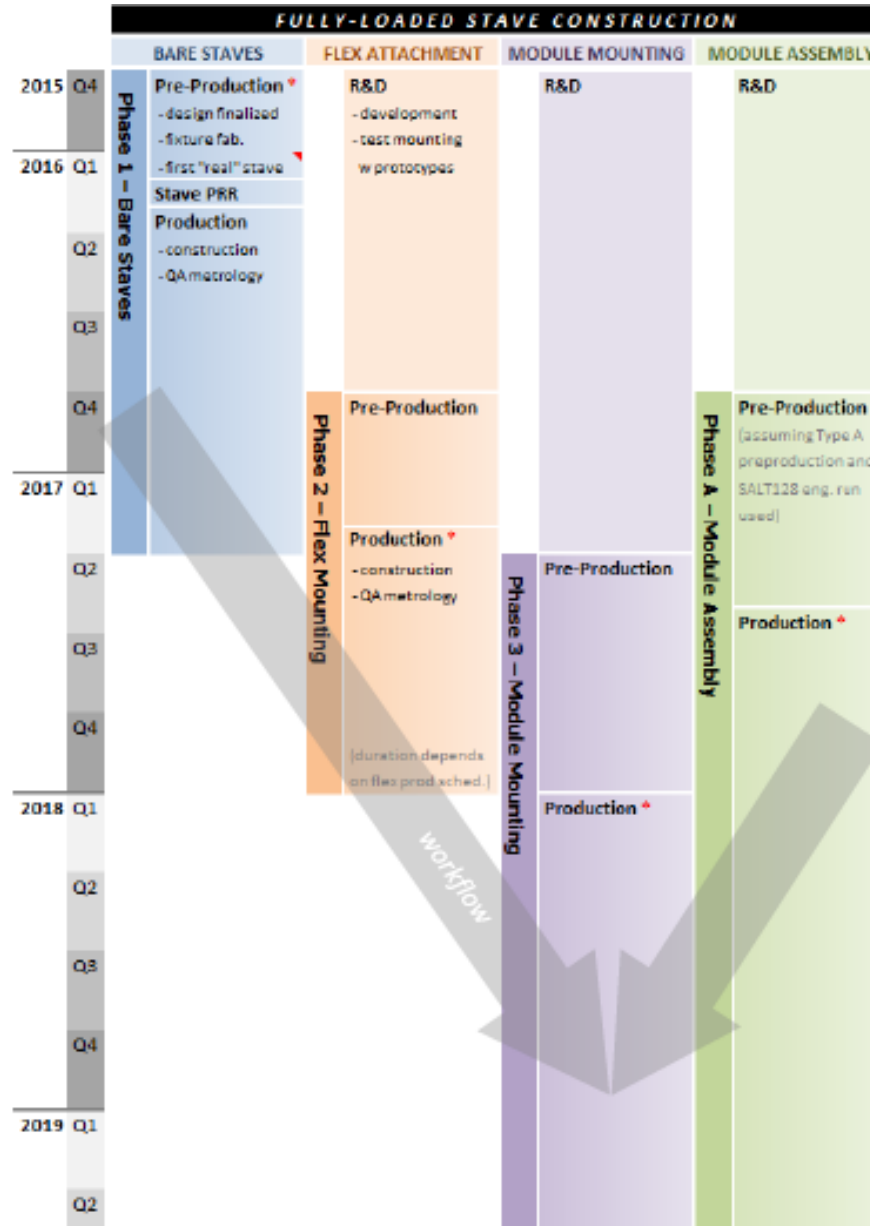 FULLY-LOADED STAVE CONSTRUCTION
BARE STAVES FLEX ATTACHMENT MODULE MOUNTING MODULE ASSEMBLY
2015 Q4
2016 Q1
Q2
Q3
Q4
2017 Q1
Q2
Q3
Q4
2018 Q1
Q2
Q3
Q4
2019 Q1
Q2
Phase 1 – Bare Staves
Pre-Production *
- design finalized
- fixture fab.
- first "real" stave
Stave PRR
Production
- construction
- QA metrology
R&D
- development
- test mounting
w prototypes
Phase 2 – Flex Mounting
Pre-Production
Production *
- construction
- QA metrology
(duration depends
on flex prod sched.)
R&D
Phase 3 – Module Mounting
Pre-Production
Production *
R&D
Phase A – Module Assembly
Pre-Production
(assuming Type A
preproduction and
SALT128 eng. run
used)
Production *
workflow